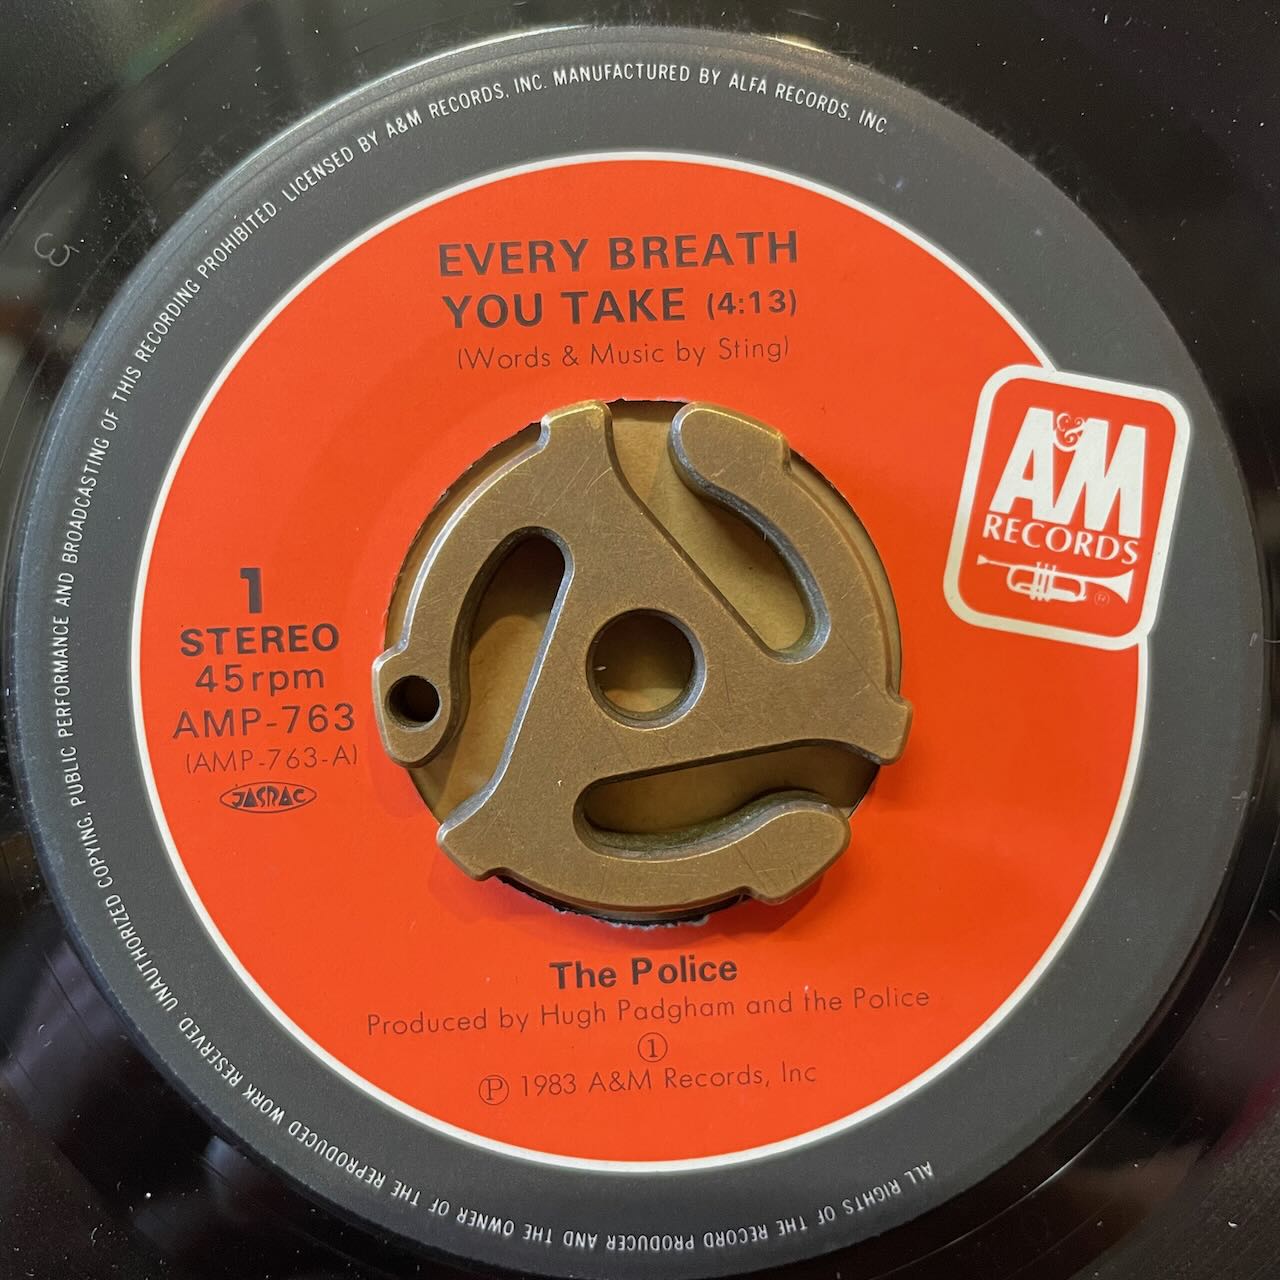 EVERY BREATH
YOU TAKE (4:13)
(Words & Music by Sting)
A&M
RECORDS
®
1
STEREO
45rpm
AMP-763
(AMP-763-A)
JASRAC
The Police
Produced by Hugh Padgham and the Police
①
Ⓟ 1983 A&M Records, Inc
ALL RIGHTS OF THE RECORD PRODUCER AND THE OWNER OF THE REPRODUCED WORK RESERVED. UNAUTHORIZED COPYING, PUBLIC PERFORMANCE AND BROADCASTING OF THIS RECORDING PROHIBITED. LICENSED BY A&M RECORDS, INC. MANUFACTURED BY ALFA RECORDS, INC.
3